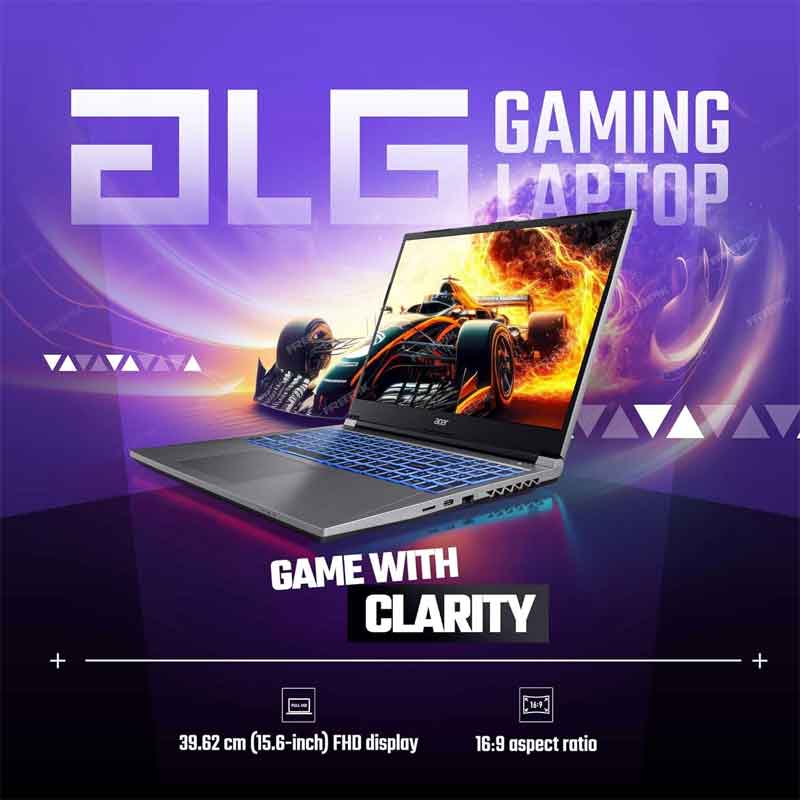 ALG
GAMING
LAPTOP
acer
GAME WITH
CLARITY
FULL HD
16:9
39.62 cm (15.6-inch) FHD display
16:9 aspect ratio